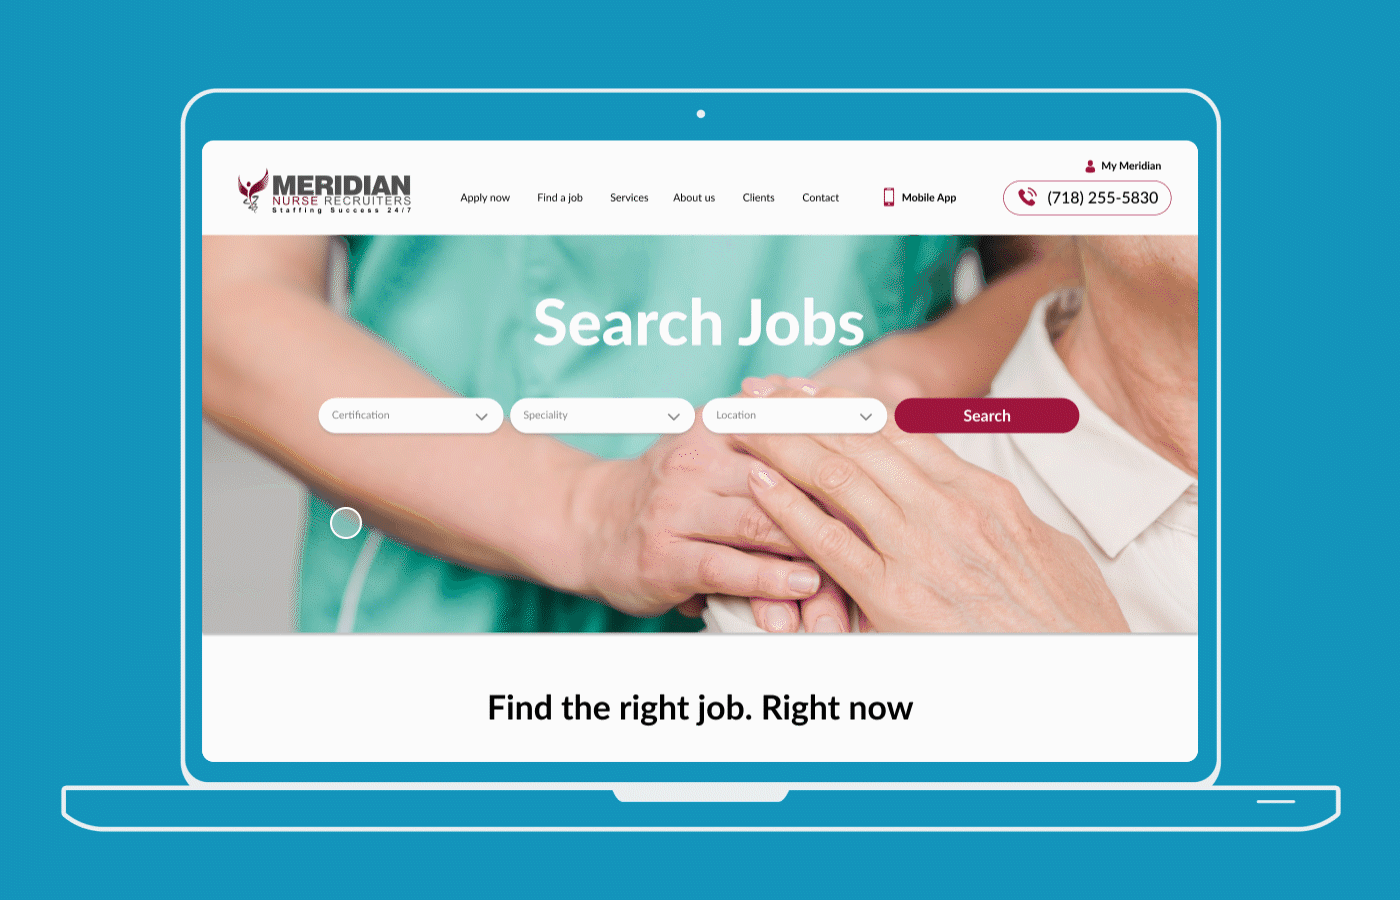 My Meridian
MERIDIAN
NURSE RECRUITERS
Staffing Success 24/7
Apply now Find a job Services About us Clients Contact Mobile App (718) 255-5830
Search Jobs
Certification Speciality Location Search
Find the right job. Right now